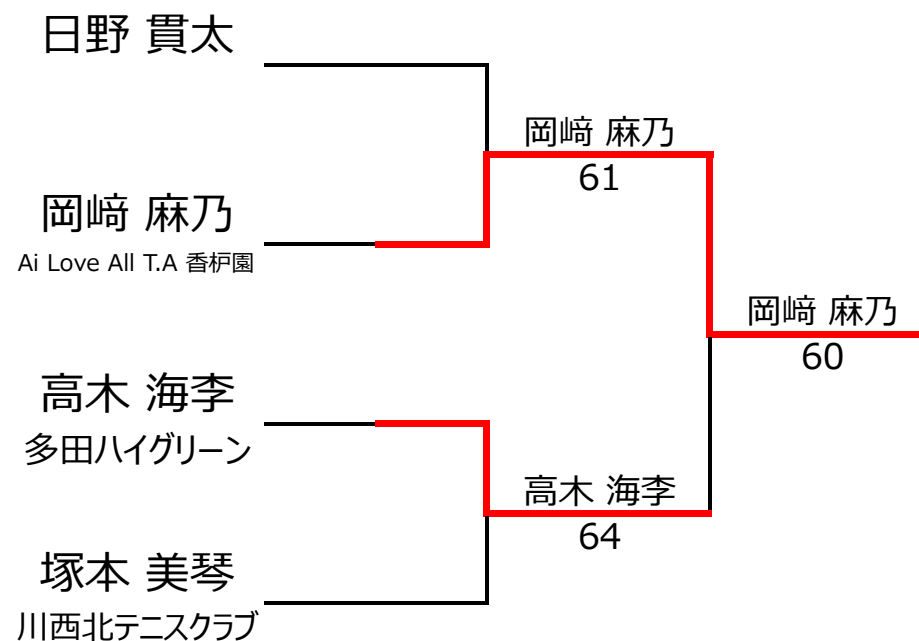 日野 貫太
岡﨑 麻乃
61
岡﨑 麻乃
Ai Love All T.A 香枦園
岡﨑 麻乃
60
高木 海李
多田ハイグリーン
高木 海李
64
塚本 美琴
川西北テニスクラブ